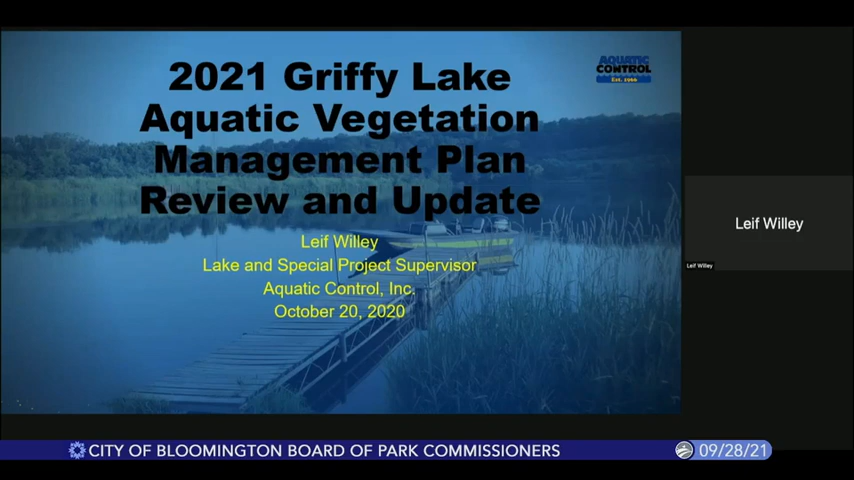 2021 Griffy Lake
Aquatic Vegetation
Management Plan
Review and Update
AQUATIC
CONTROL
Est. 1966
Leif Willey
Lake and Special Project Supervisor
Aquatic Control, Inc.
October 20, 2020
Leif Willey
Leif Willey
CITY OF BLOOMINGTON BOARD OF PARK COMMISSIONERS
09/28/21